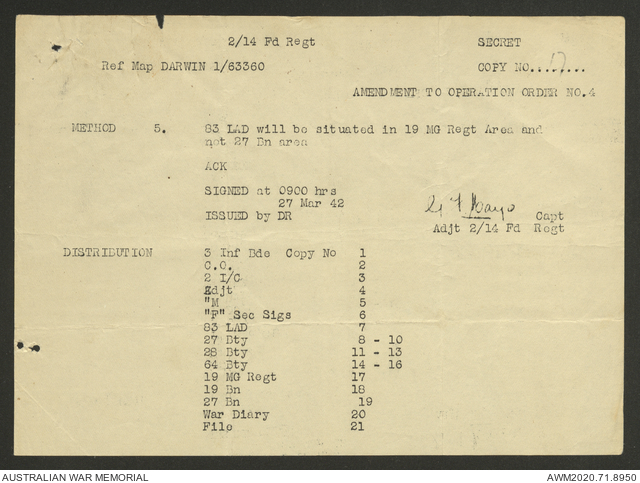 2/14 Fd Regt SECRET
Ref Map DARWIN 1/63360 COPY NO....17...
AMENDMENT TO OPERATION ORDER NO.4
METHOD 5. 83 LAD will be situated in 19 MG Regt Area and
not 27 Bn area
ACK
SIGNED at 0900 hrs
27 Mar 42
ISSUED by DR Capt
Adjt 2/14 Fd Regt
DISTRIBUTION 3 Inf Bde Copy No 1
C.O. 2
2 I/C 3
Adjt 4
"M 5
"F" Sec Sigs 6
83 LAD 7
27 Bty 8 - 10
28 Bty 11 - 13
64 Bty 14 - 16
19 MG Regt 17
19 Bn 18
27 Bn 19
War Diary 20
File 21
AUSTRALIAN WAR MEMORIAL AWM2020.71.8950